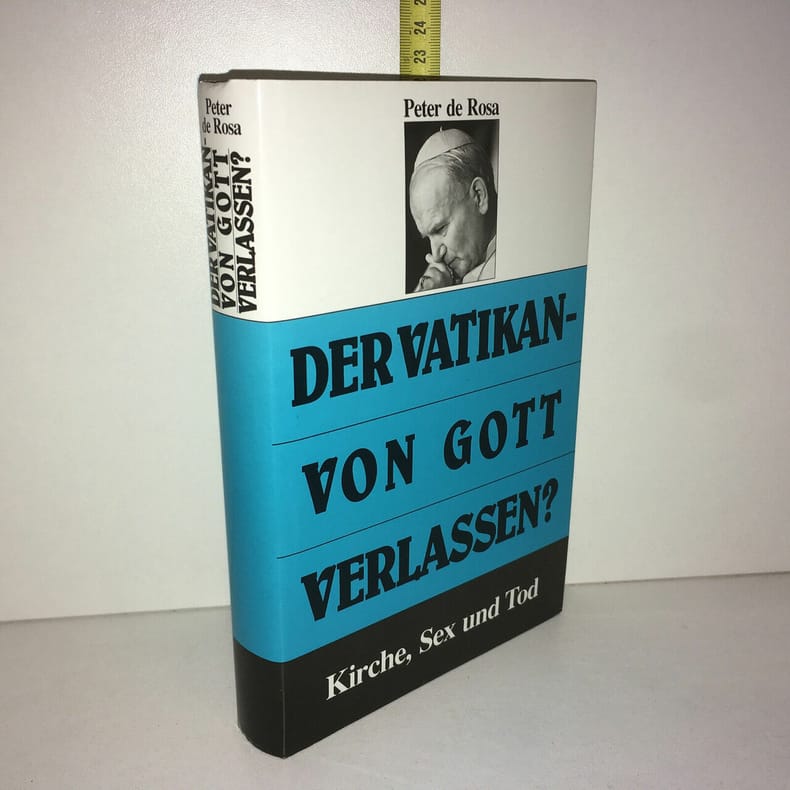 23 24
Peter
de Rosa
DER VATIKAN-
VON GOTT
VERLASSEN?
Peter de Rosa
DER VATIKAN-
VON GOTT
VERLASSEN?
Kirche, Sex und Tod